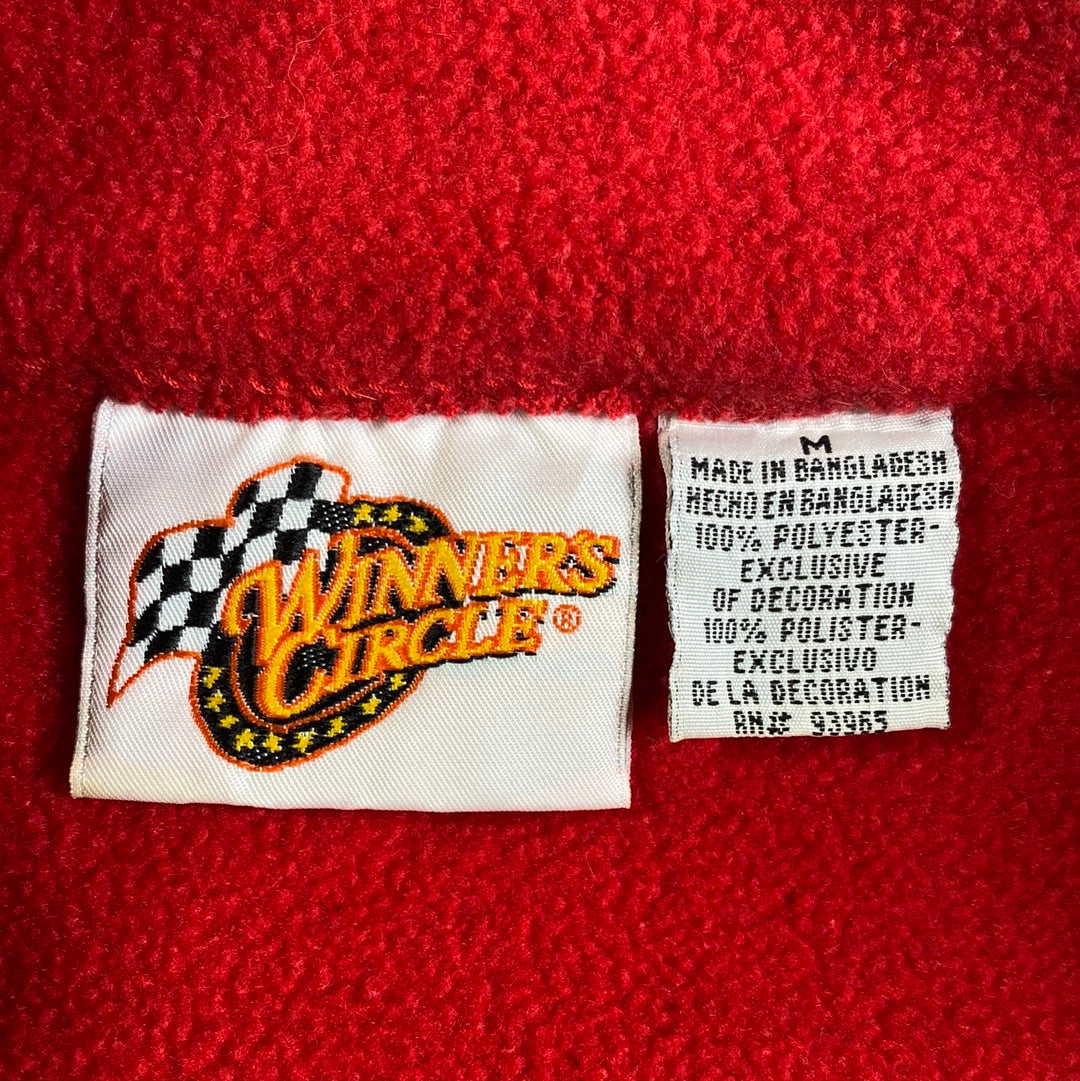 WINNER'S
CIRCLE®
M
MADE IN BANGLADESH
HECHO EN BANGLADESH
100% POLYESTER-
EXCLUSIVE
OF DECORATION
100% POLISTER-
EXCLUSIVO
DE LA DECORATION
RN# 93965